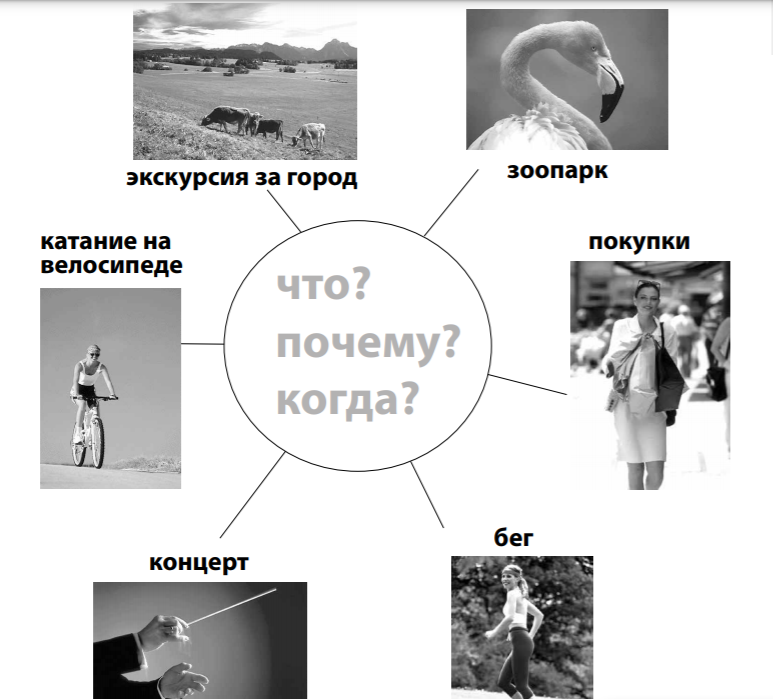 экскурсия за город
зоопарк
катание на
велосипеде
покупки
что?
почему?
когда?
концерт
бег